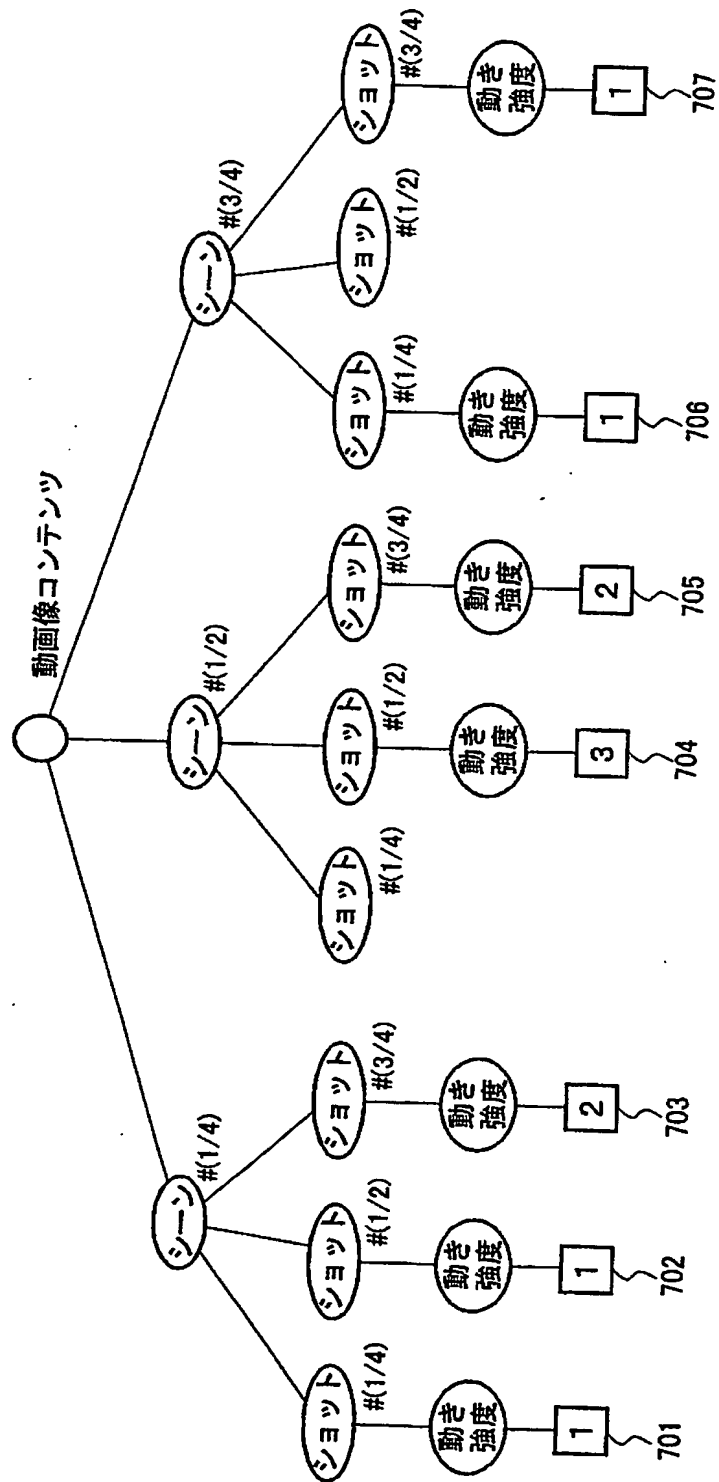 動画像コンテンツ
シーン
#(1/4)
シーン
#(1/2)
シーン
#(3/4)
ショット
#(1/4)
ショット
#(1/2)
ショット
#(3/4)
ショット
#(1/4)
ショット
#(1/2)
ショット
#(3/4)
ショット
#(1/4)
ショット
#(1/2)
ショット
#(3/4)
動き
強度
動き
強度
動き
強度
動き
強度
動き
強度
動き
強度
動き
強度
1
1
2
3
2
1
1
701
702
703
704
705
706
707